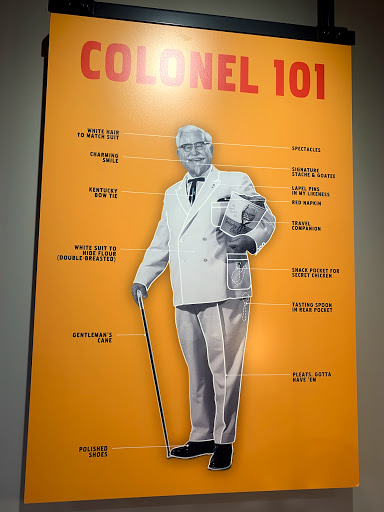 COLONEL 101
WHITE HAIR
TO MATCH SUIT
CHARMING
SMILE
KENTUCKY
BOW TIE
WHITE SUIT TO
HIDE FLOUR
(DOUBLE-BREASTED)
GENTLEMAN'S
CANE
POLISHED
SHOES
SPECTACLES
SIGNATURE
STACHE & GOATEE
LAPEL PINS
IN MY LIKENESS
RED NAPKIN
TRAVEL
COMPANION
SNACK POCKET FOR
SECRET CHICKEN
TASTING SPOON
IN REAR POCKET
PLEATS. GOTTA
HAVE 'EM